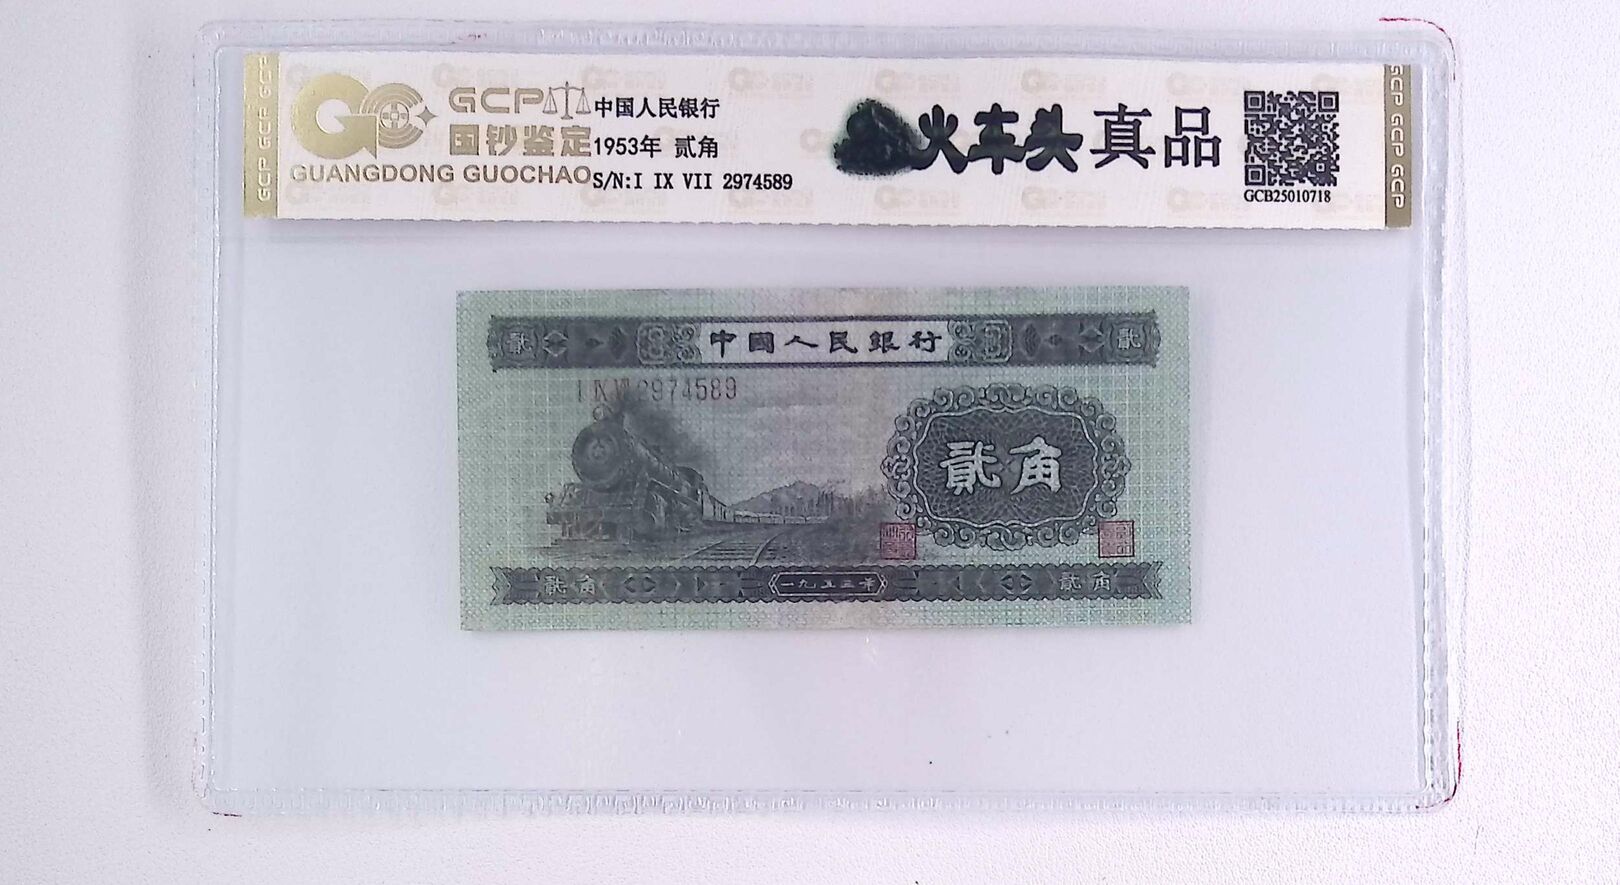 GCP GCP GCP
GCP
国钞鉴定
GUANGDONG GUOCHAO
中国人民银行
1953年 贰角
S/N:I IX VII 2974589
火车头 真品
GCB25010718
GCP GCP GCP
貳 中國人民銀行 貳
I IX VII 2974589
貳角
貳角 一九五三年 貳角